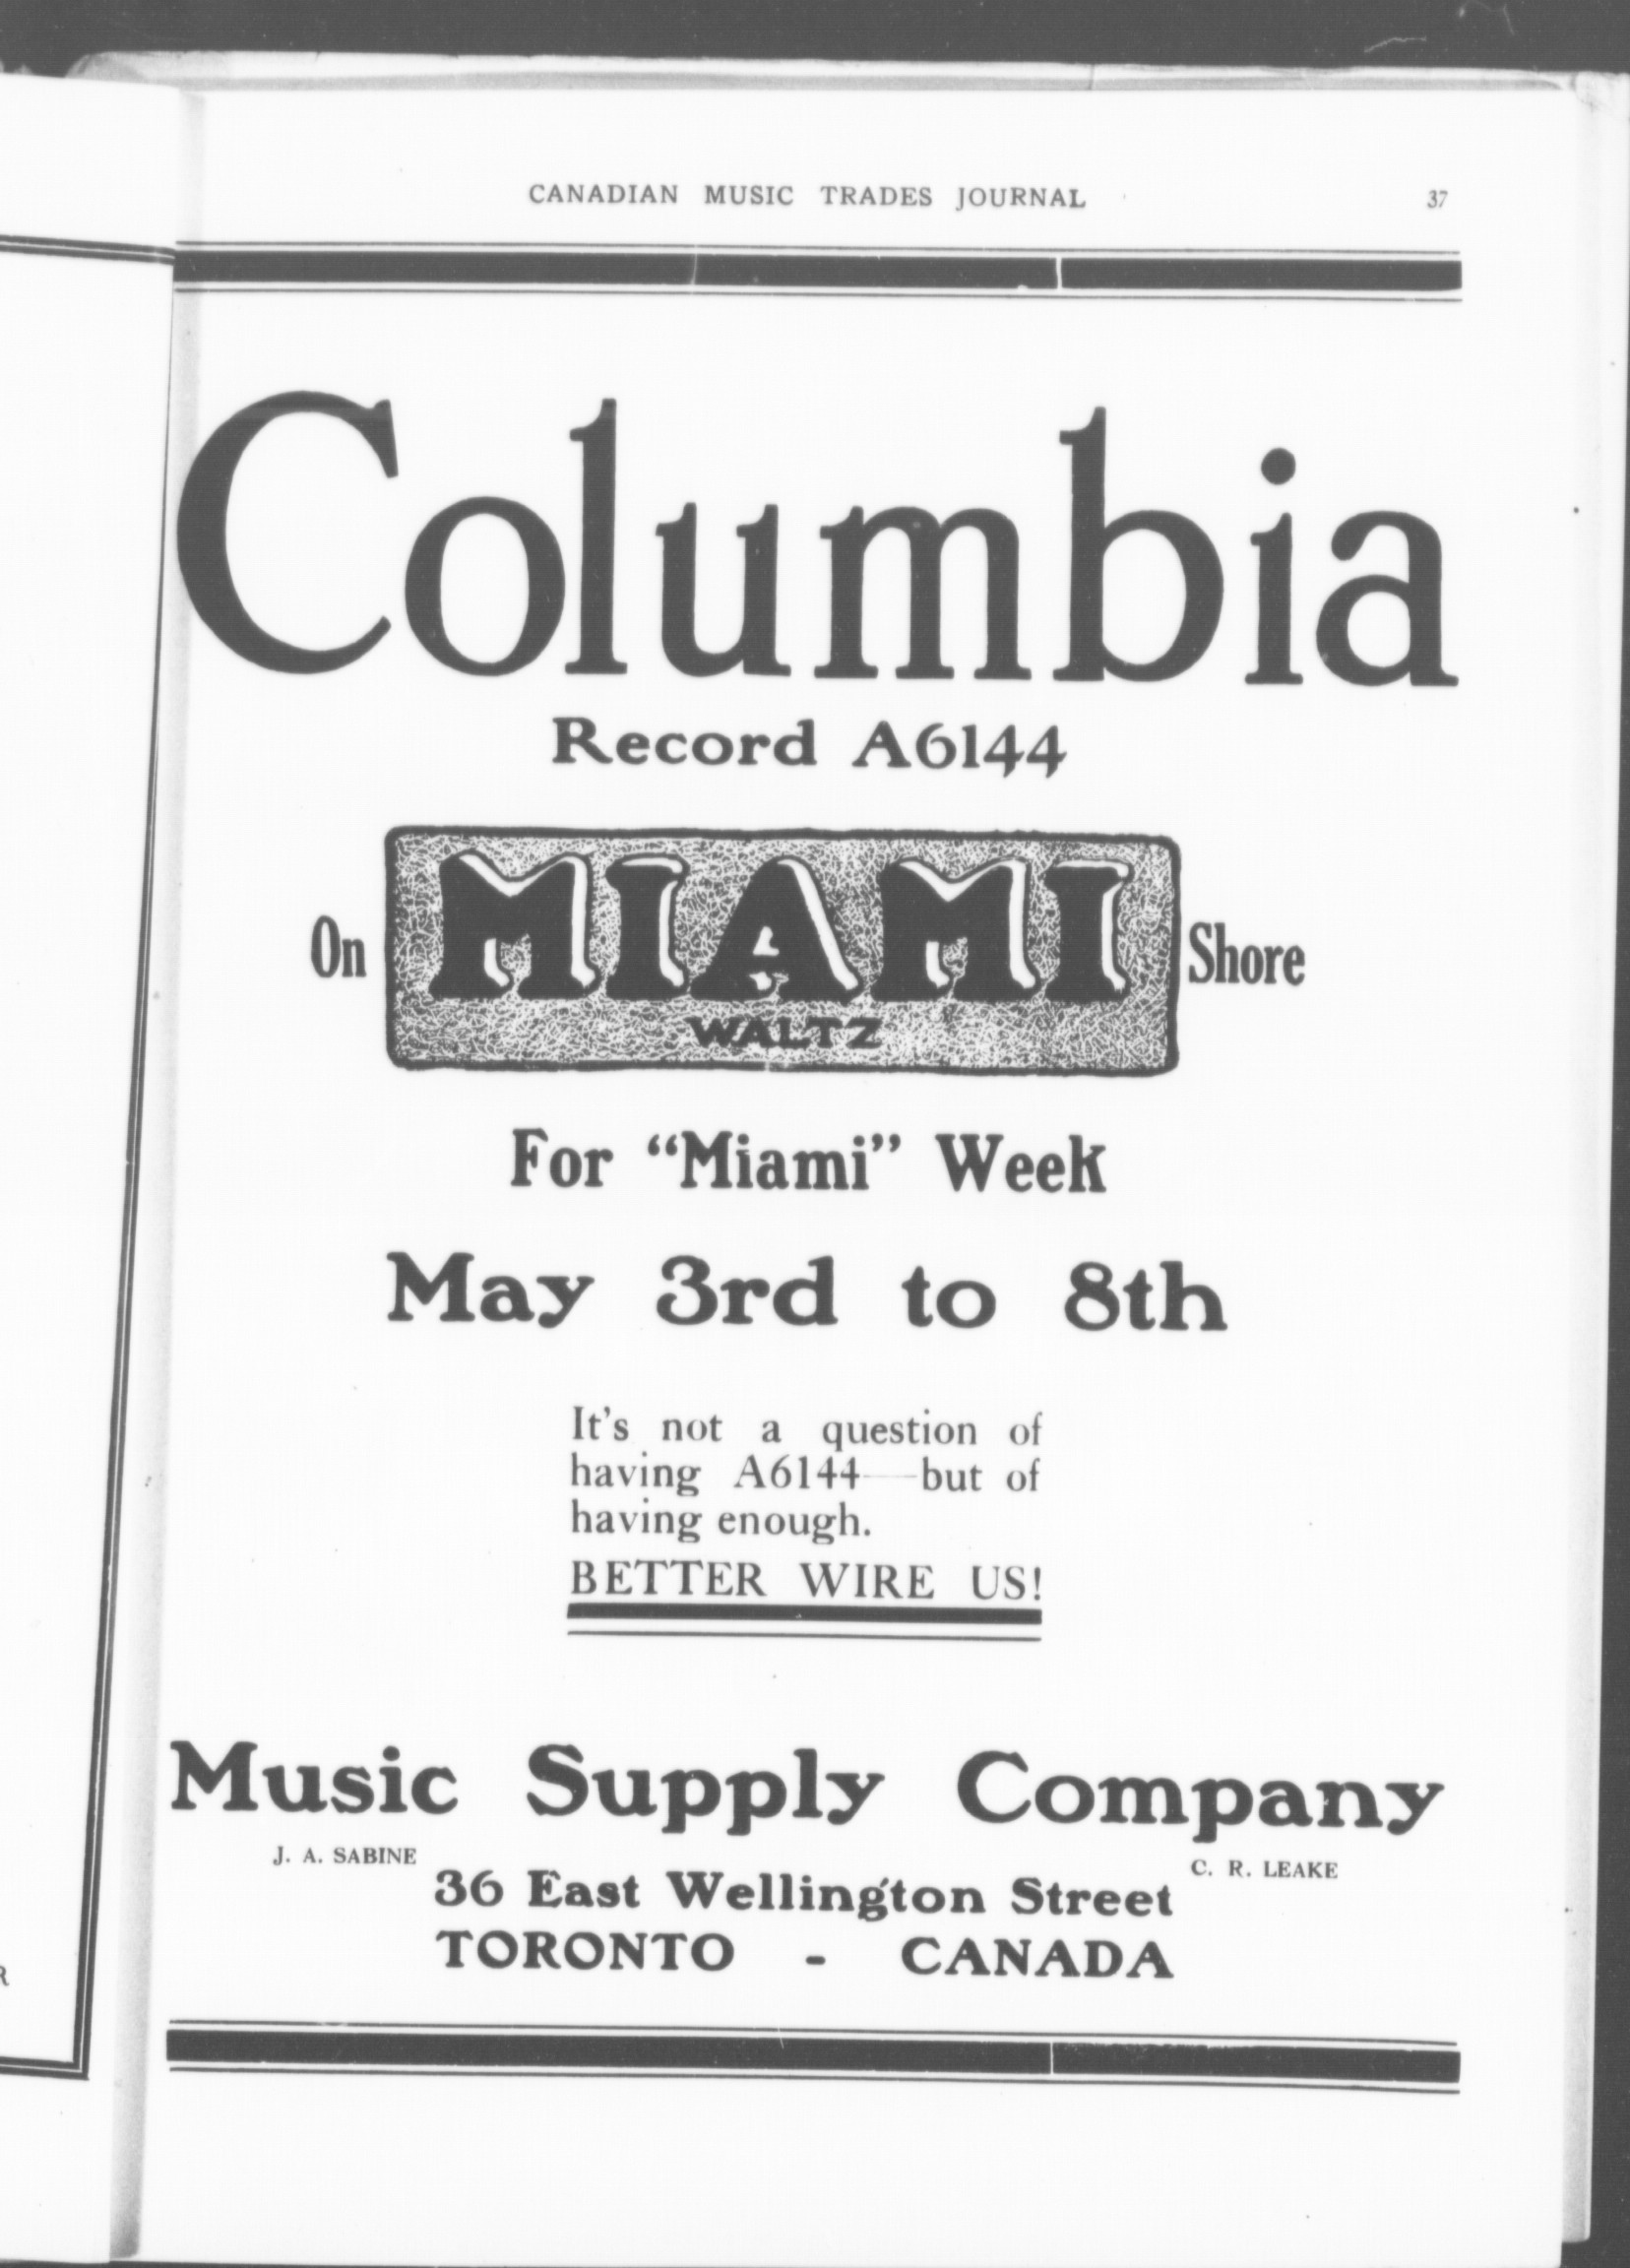 CANADIAN MUSIC TRADES JOURNAL 37
Columbia
Record A6144
On MIAMI Shore
WALTZ
For “Miami” Week
May 3rd to 8th
It's not a question of
having A6144—but of
having enough.
BETTER WIRE US!
Music Supply Company
J. A. SABINE
C. R. LEAKE
36 East Wellington Street
TORONTO - CANADA
R